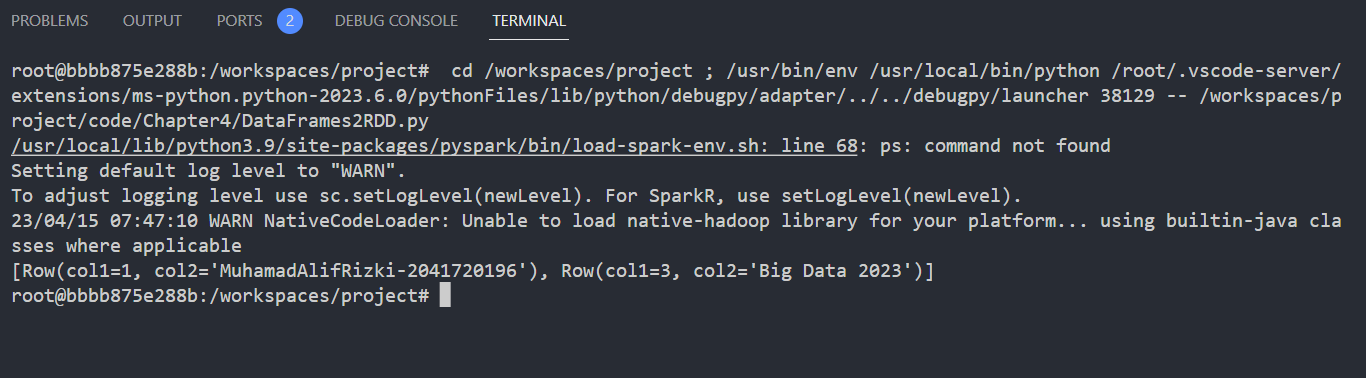 PROBLEMS OUTPUT PORTS 2 DEBUG CONSOLE TERMINAL
root@bbbb875e288b:/workspaces/project#  cd /workspaces/project ; /usr/bin/env /usr/local/bin/python /root/.vscode-server/
extensions/ms-python.python-2023.6.0/pythonFiles/lib/python/debugpy/adapter/../../debugpy/launcher 38129 -- /workspaces/p
roject/code/Chapter4/DataFrames2RDD.py
/usr/local/lib/python3.9/site-packages/pyspark/bin/load-spark-env.sh: line 68: ps: command not found
Setting default log level to "WARN".
To adjust logging level use sc.setLogLevel(newLevel). For SparkR, use setLogLevel(newLevel).
23/04/15 07:47:10 WARN NativeCodeLoader: Unable to load native-hadoop library for your platform... using builtin-java cla
sses where applicable
[Row(col1=1, col2='MuhamadAlifRizki-2041720196'), Row(col1=3, col2='Big Data 2023')]
root@bbbb875e288b:/workspaces/project#